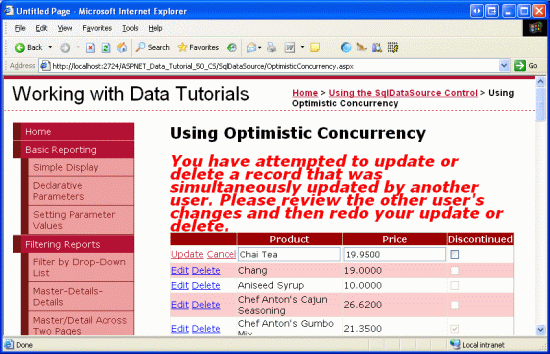 Untitled Page - Microsoft Internet Explorer
File Edit View Favorites Tools Help
Back Search Favorites
Address http://localhost:2724/ASPNET_Data_Tutorial_50_CS/SqlDataSource/OptimisticConcurrency.aspx Go
Working with Data Tutorials
Home > Using the SqlDataSource Control > Using
Optimistic Concurrency
Home
Basic Reporting
Simple Display
Declarative
Parameters
Setting Parameter
Values
Filtering Reports
Filter by Drop-Down
List
Master-Details-
Details
Master/Detail Across
Two Pages
Using Optimistic Concurrency
You have attempted to update or
delete a record that was
simultaneously updated by another
user. Please review the other user's
changes and then redo your update or
delete.
Product Price Discontinued
Update Cancel Chai Tea 19.9500
Edit Delete Chang 19.0000
Edit Delete Aniseed Syrup 10.0000
Edit Delete Chef Anton's Cajun
Seasoning 26.6200
Edit Delete Chef Anton's Gumbo
Mix 21.3500
Done Local intranet